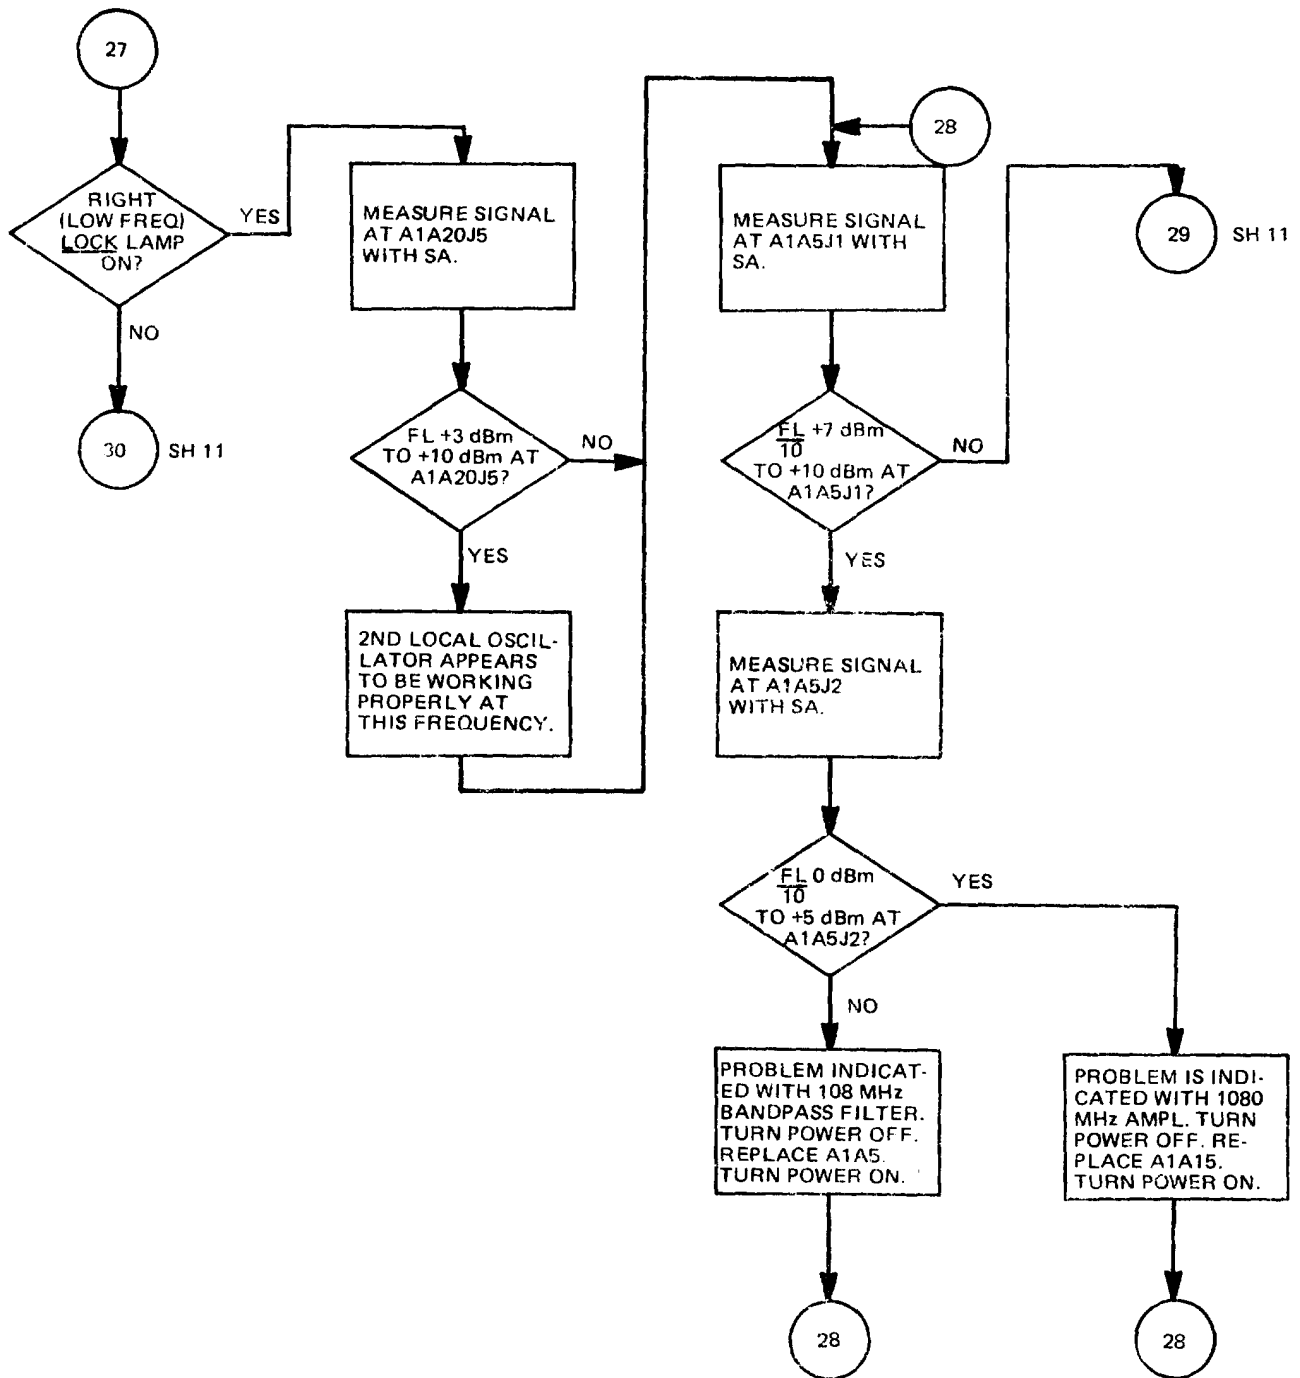 27
RIGHT
(LOW FREQ)
LOCK LAMP
ON?
YES
NO
30
SH 11
MEASURE SIGNAL
AT A1A20J5
WITH SA.
FL +3 dBm
TO +10 dBm AT
A1A20J5?
NO
YES
2ND LOCAL OSCIL-
LATOR APPEARS
TO BE WORKING
PROPERLY AT
THIS FREQUENCY.
28
MEASURE SIGNAL
AT A1A5J1 WITH
SA.
29
SH 11
FL +7 dBm
10
TO +10 dBm AT
A1A5J1?
NO
YES
MEASURE SIGNAL
AT A1A5J2
WITH SA.
FL 0 dBm
10
TO +5 dBm AT
A1A5J2?
YES
NO
PROBLEM INDICAT-
ED WITH 108 MHz
BANDPASS FILTER.
TURN POWER OFF.
REPLACE A1A5.
TURN POWER ON.
PROBLEM IS INDI-
CATED WITH 1080
MHz AMPL. TURN
POWER OFF. RE-
PLACE A1A15.
TURN POWER ON.
28
28